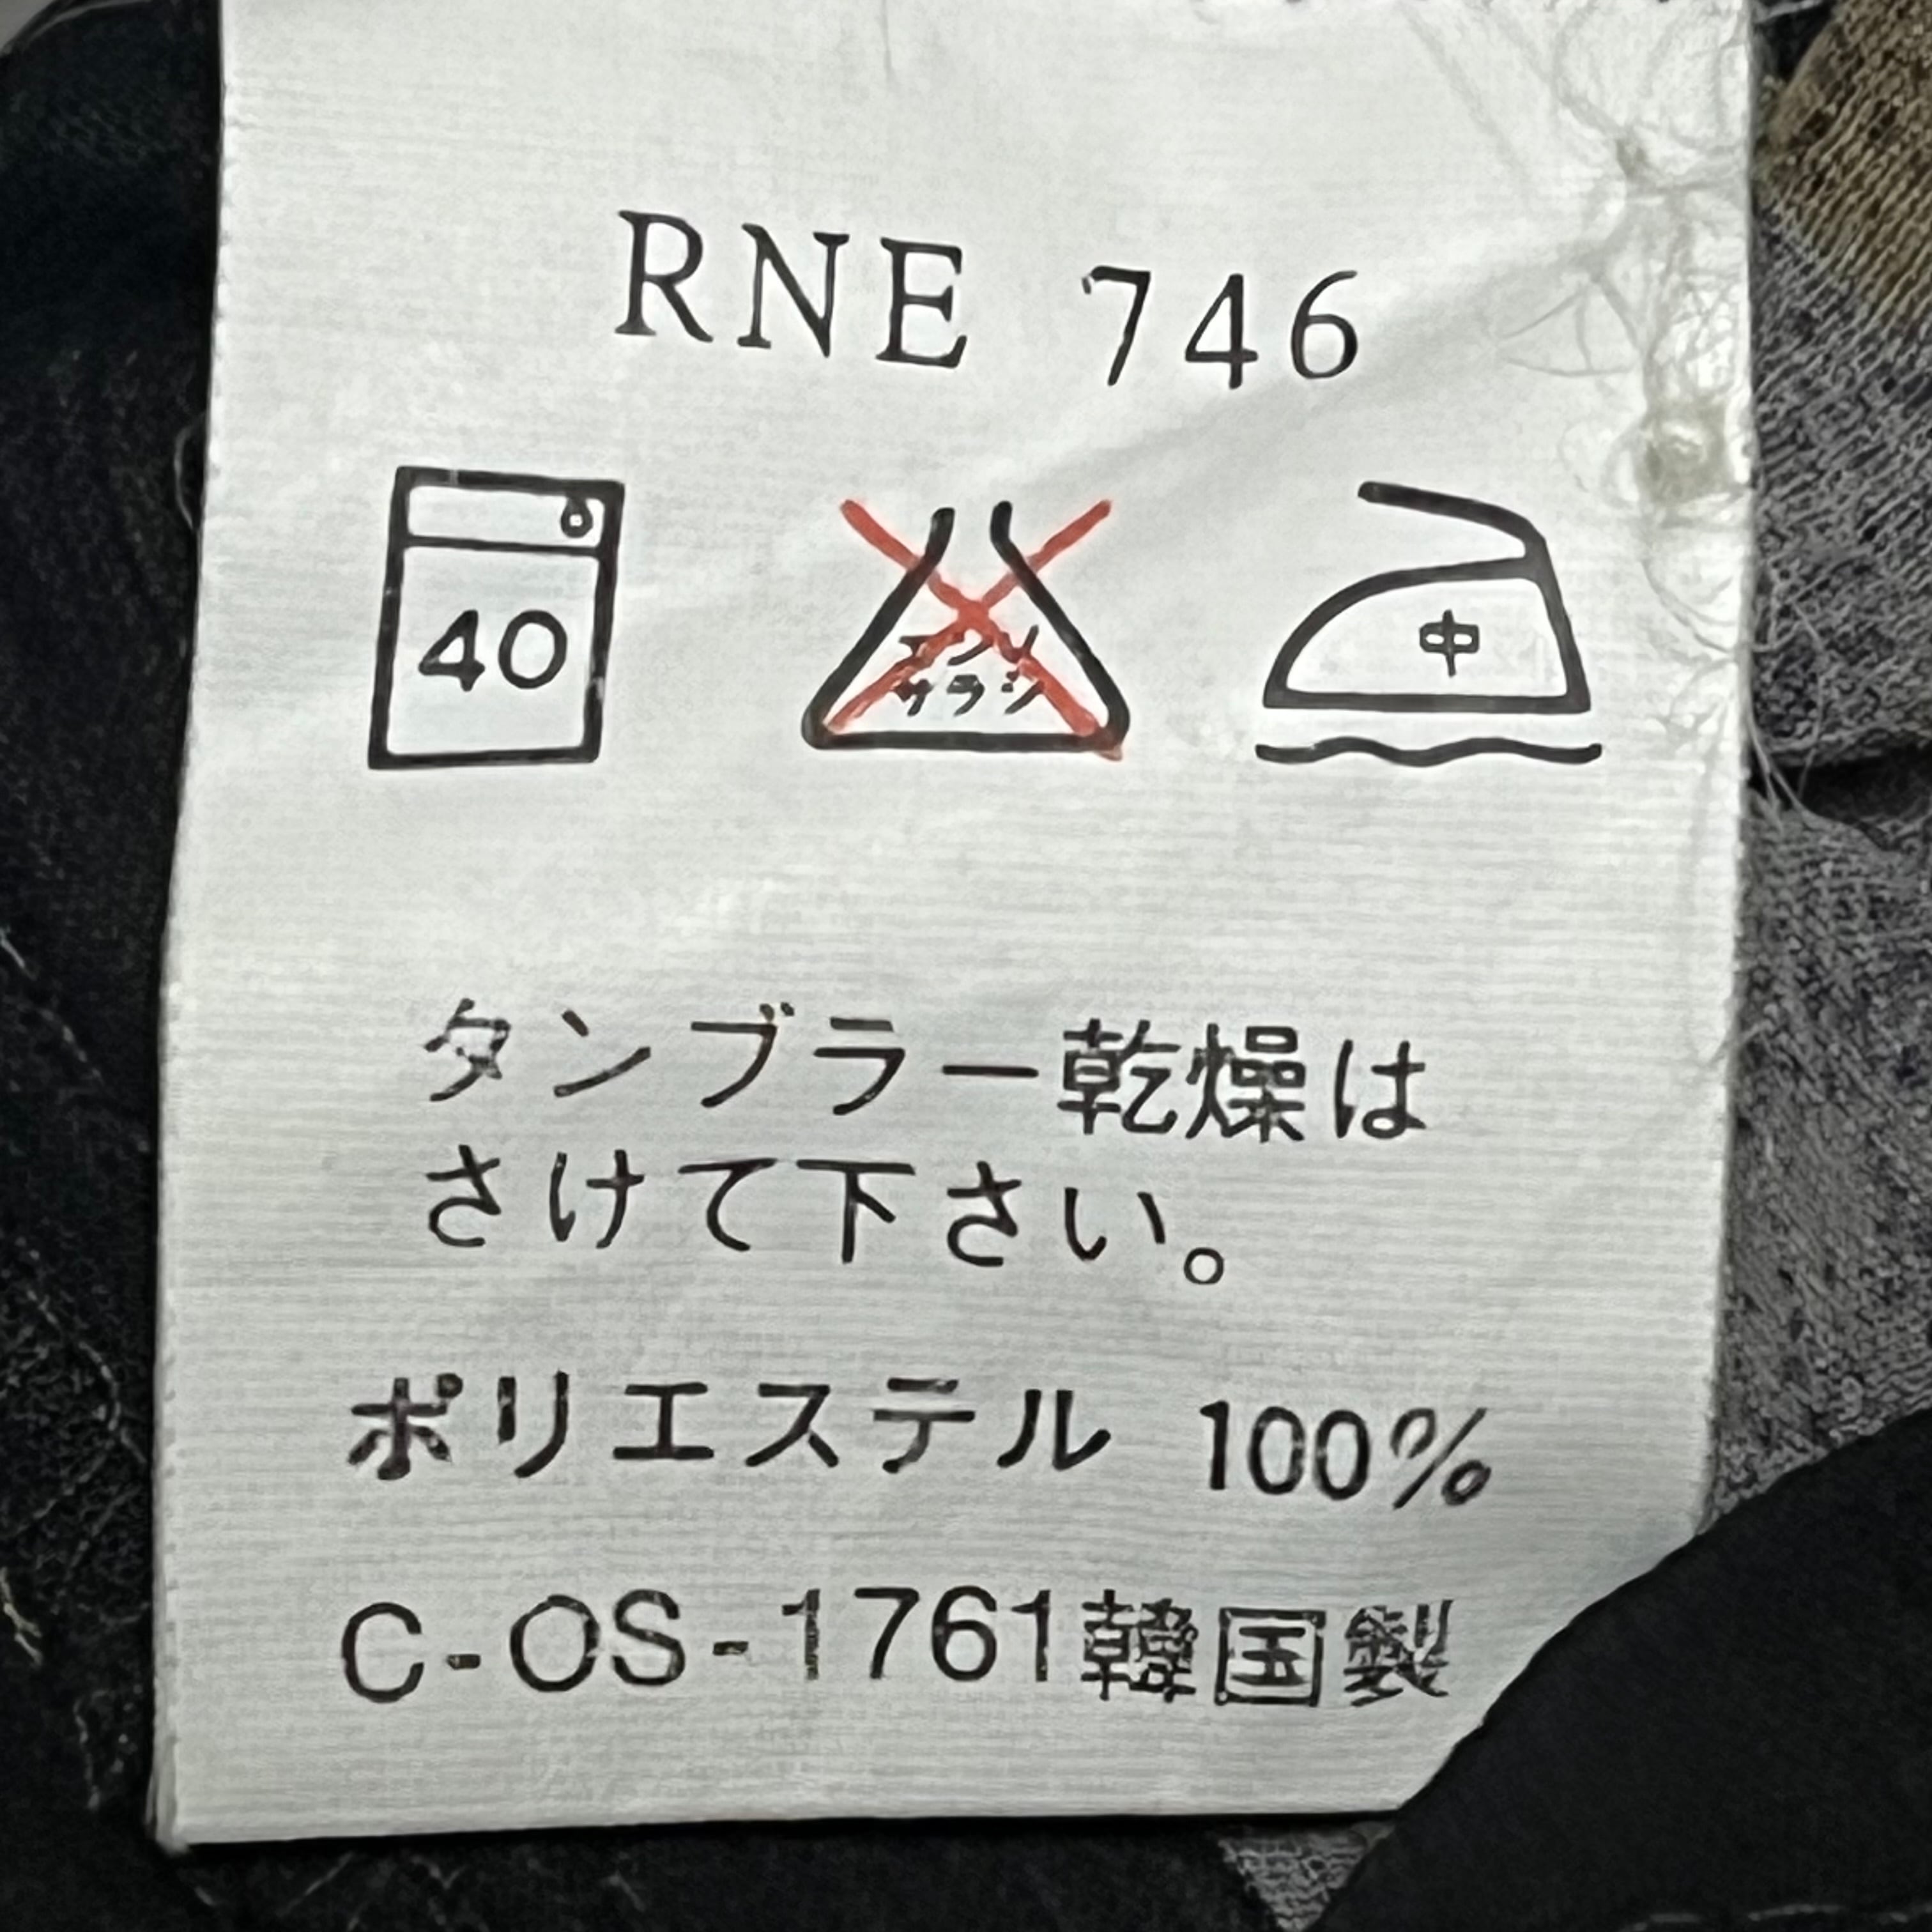 RNE 746
40
エンソ
サラシ
中
タンブラー乾燥は
さけて下さい。
ポリエステル 100%
C-OS-1761韓国製